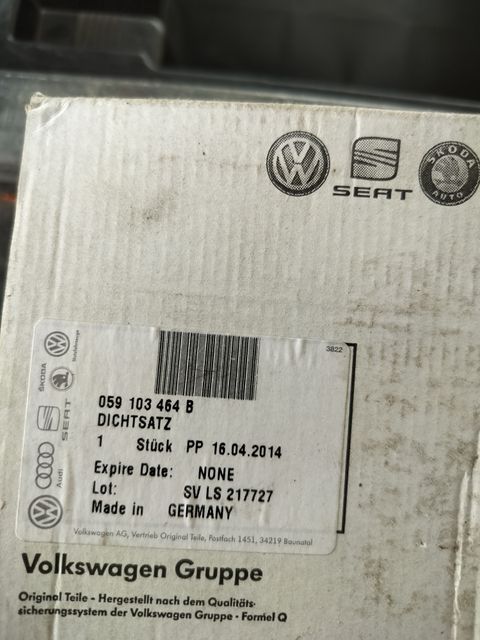 SEAT
ŠKODA
AUTO
3822
Nutzfahrzeuge
ŠKODA
SEAT
Audi
059 103 464 B
DICHTSATZ
1 Stück PP 16.04.2014
Expire Date: NONE
Lot: SV LS 217727
Made in GERMANY
Volkswagen AG, Vertrieb Original Teile, Postfach 1451, 34219 Baunatal
Volkswagen Gruppe
Original Teile - Hergestellt nach dem Qualitäts-
sicherungssystem der Volkswagen Gruppe - Formel Q